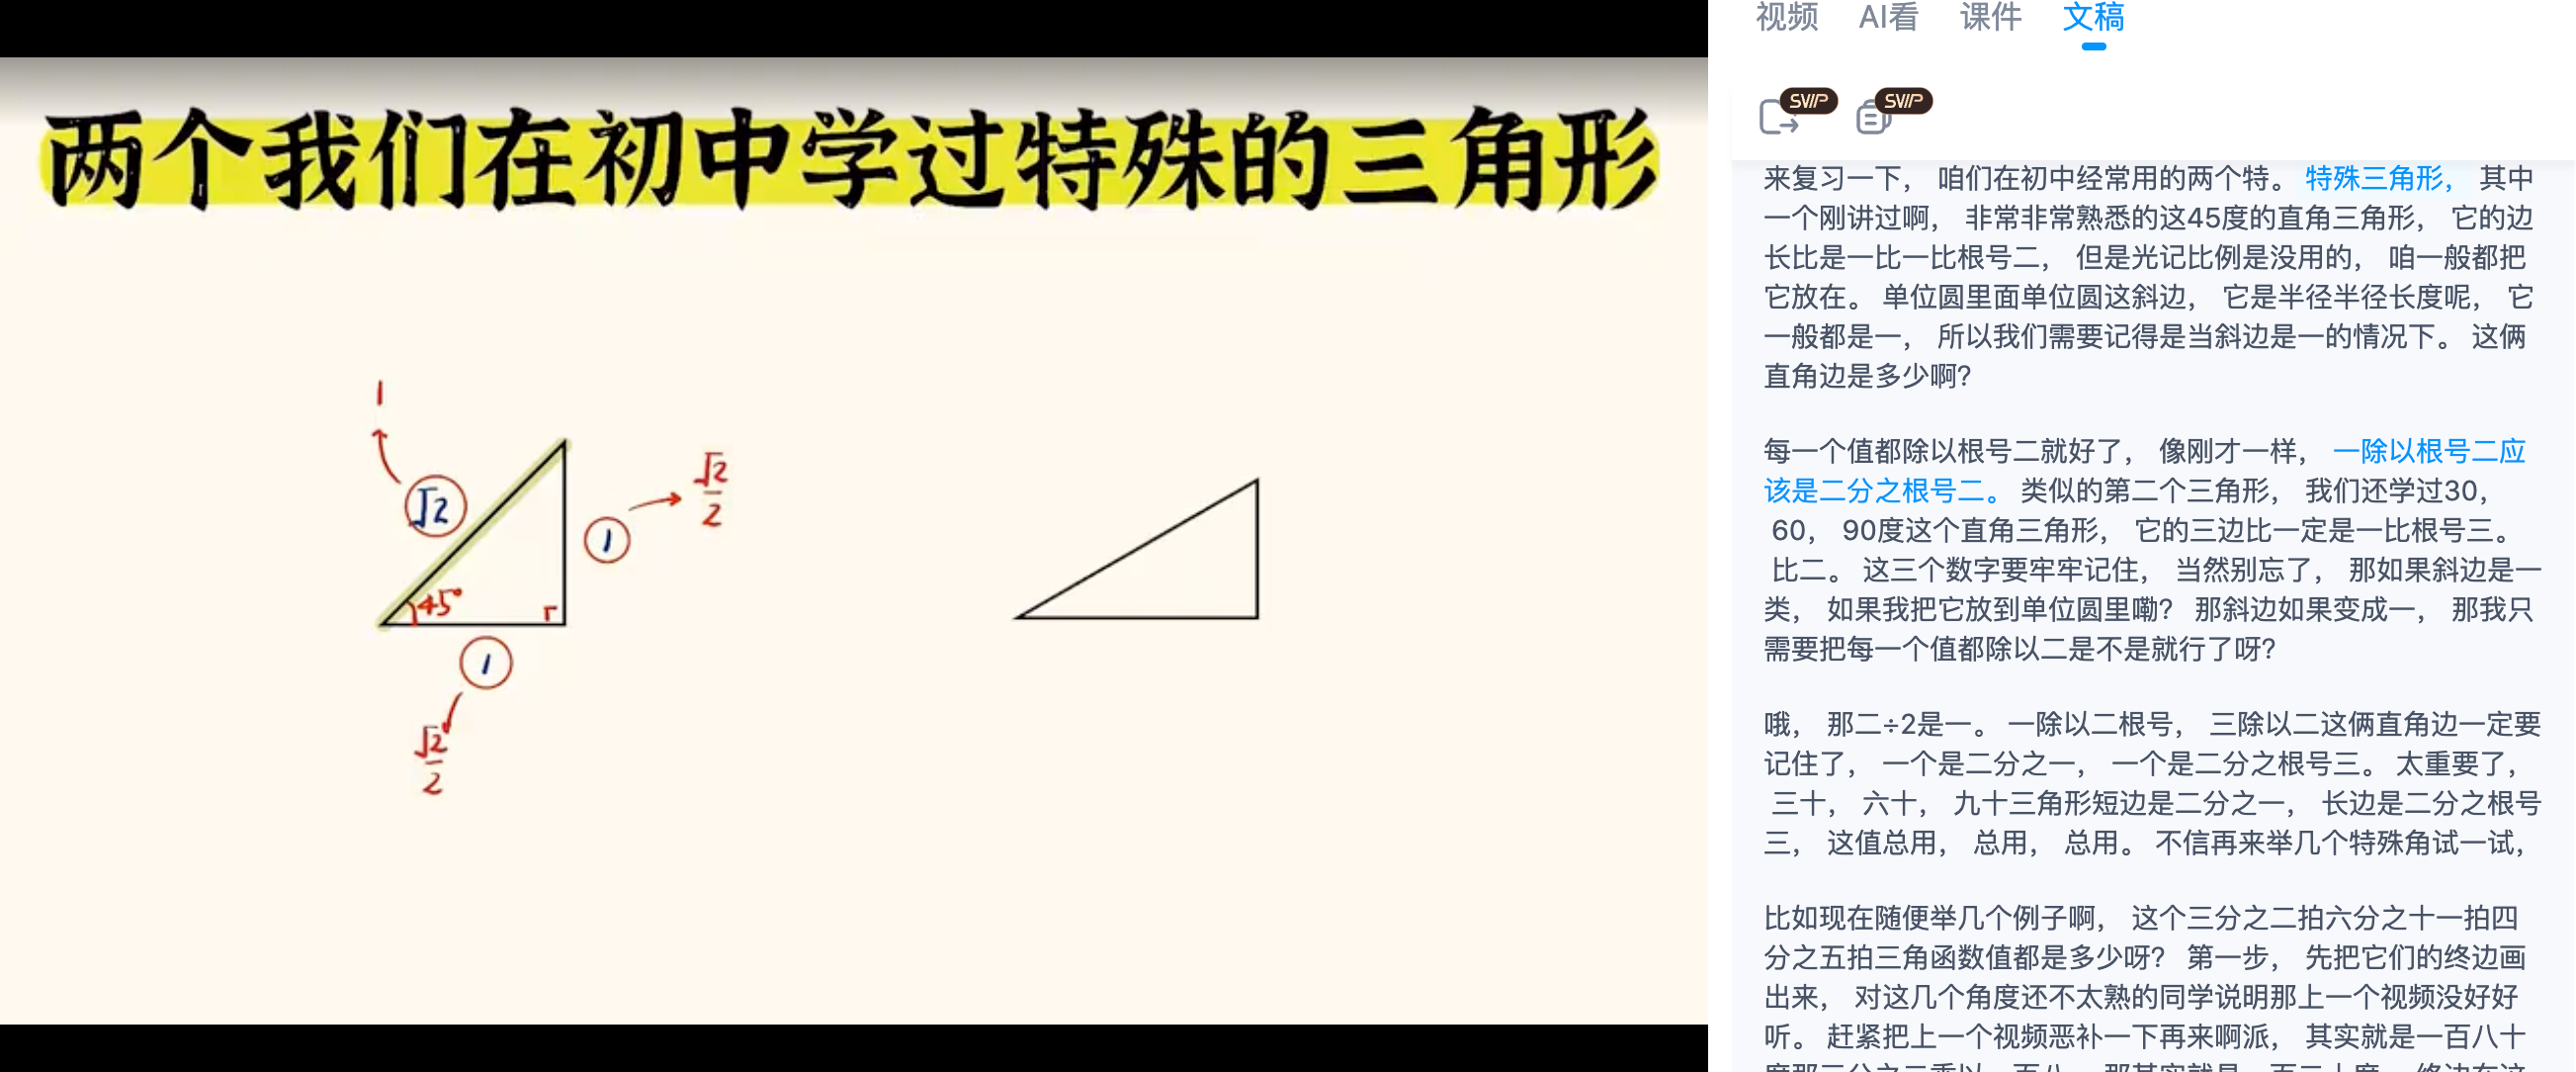 两个我们在初中学过特殊的三角形
1
√2
1
√2/2
45°
1
√2/2
视频 AI看 课件 文稿
SVIP SVIP
来复习一下， 咱们在初中经常用的两个特。 特殊三角形， 其中
一个刚讲过啊， 非常非常熟悉的这45度的直角三角形， 它的边
长比是一比一比根号二， 但是光记比例是没用的， 咱一般都把
它放在。 单位圆里面单位圆这斜边， 它是半径半径长度呢， 它
一般都是一， 所以我们需要记得是当斜边是一的情况下。 这俩
直角边是多少啊?
每一个值都除以根号二就好了， 像刚才一样， 一除以根号二应
该是二分之根号二。 类似的第二个三角形， 我们还学过30，
60， 90度这个直角三角形， 它的三边比一定是一比根号三。
比二。 这三个数字要牢牢记住， 当然别忘了， 那如果斜边是一
类， 如果我把它放到单位圆里嘞? 那斜边如果变成一， 那我只
需要把每一个值都除以二是不是就行了呀?
哦， 那二÷2是一。 一除以二根号， 三除以二这俩直角边一定要
记住了， 一个是二分之一， 一个是二分之根号三。 太重要了，
三十， 六十， 九十三角形短边是二分之一， 长边是二分之根号
三， 这值总用， 总用， 总用。 不信再来举几个特殊角试一试，
比如现在随便举几个例子啊， 这个三分之二拍六分之十一拍四
分之五拍三角函数值都是多少呀? 第一步， 先把它们的终边画
出来， 对这几个角度还不太熟的同学说明那上一个视频没好好
听。 赶紧把上一个视频恶补一下再来啊派， 其实就是一百八十